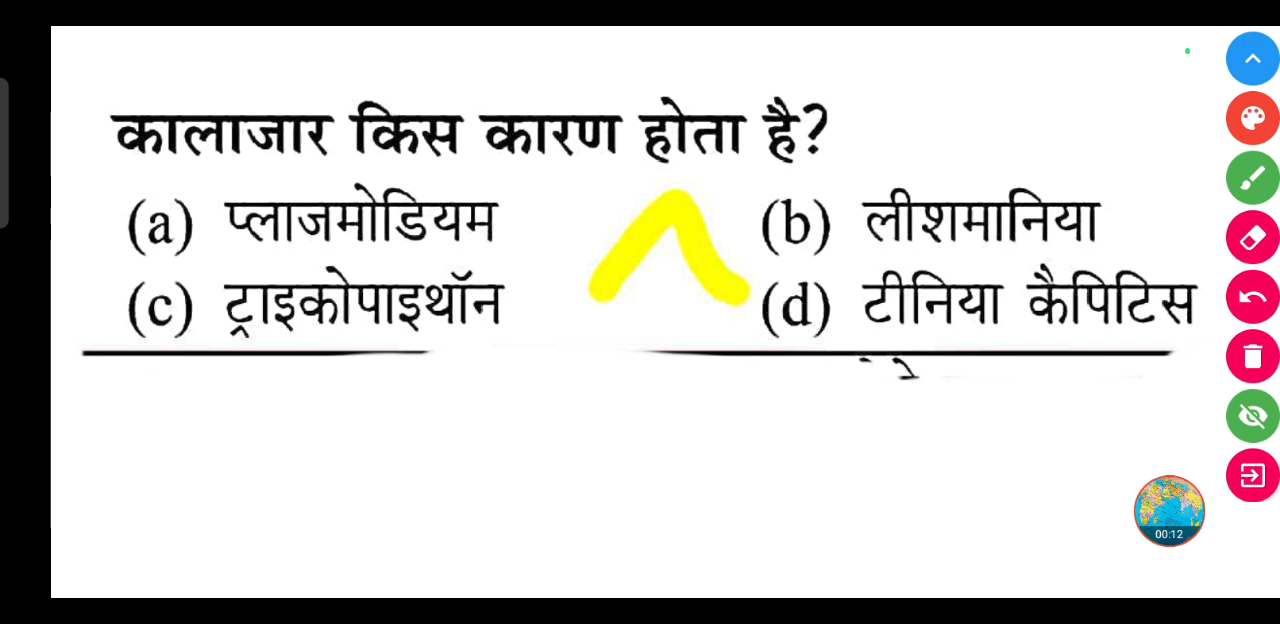 कालाजार किस कारण होता है?
(a) प्लाजमोडियम (b) लीशमानिया
(c) ट्राइकोपाइथॉन (d) टीनिया कैपिटिस
00:12